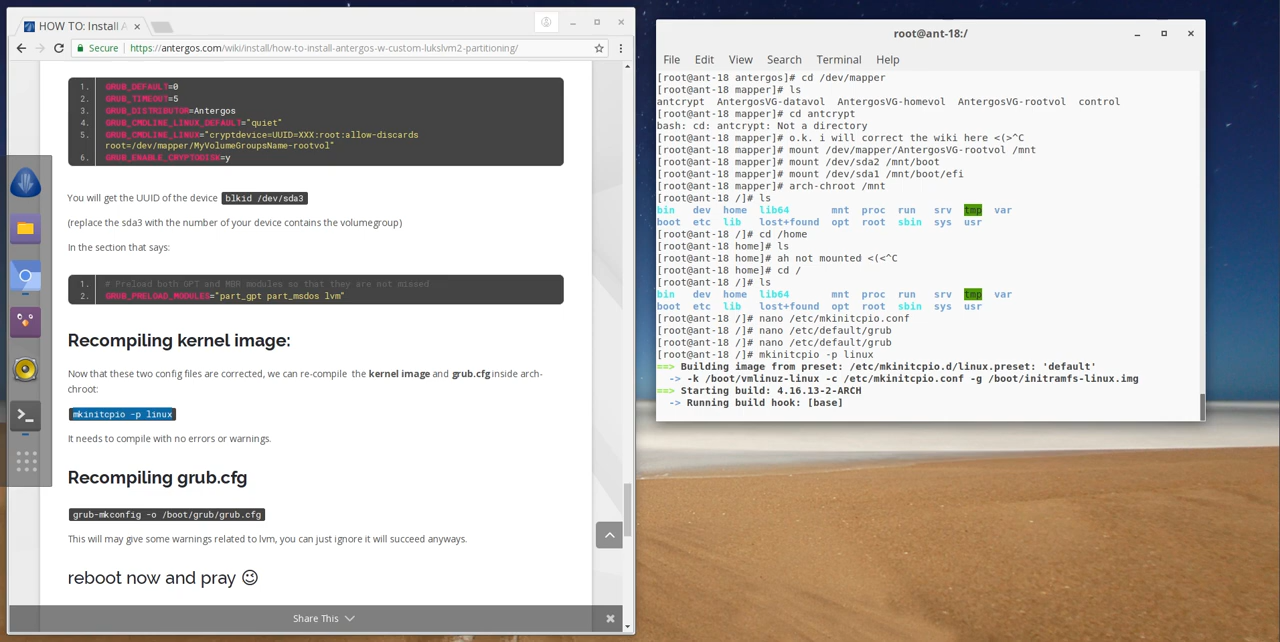 HOW TO: Install A
Secure
https://antergos.com/wiki/install/how-to-install-antergos-w-custom-lukslvm2-partitioning/
1. GRUB_DEFAULT=0
2. GRUB_TIMEOUT=5
3. GRUB_DISTRIBUTOR=Antergos
4. GRUB_CMDLINE_LINUX_DEFAULT="quiet"
5. GRUB_CMDLINE_LINUX="cryptdevice=UUID=XXX:root:allow-discards
root=/dev/mapper/MyVolumeGroupsName-rootvol"
6. GRUB_ENABLE_CRYPTODISK=y
You will get the UUID of the device blkid /dev/sda3
(replace the sda3 with the number of your device contains the volumegroup)
In the section that says:
1. # Preload both GPT and MBR modules so that they are not missed
2. GRUB_PRELOAD_MODULES="part_gpt part_msdos lvm"
Recompiling kernel image:
Now that these two config files are corrected, we can re-compile the kernel image and grub.cfg inside arch-
chroot:
mkinitcpio -p linux
It needs to compile with no errors or warnings.
Recompiling grub.cfg
grub-mkconfig -o /boot/grub/grub.cfg
This will may give some warnings related to lvm, you can just ignore it will succeed anyways.
reboot now and pray 😉
Share This
root@ant-18:/
File Edit View Search Terminal Help
[root@ant-18 antergos]# cd /dev/mapper
[root@ant-18 mapper]# ls
antcrypt AntergosVG-datavol AntergosVG-homevol AntergosVG-rootvol control
[root@ant-18 mapper]# cd antcrypt
bash: cd: antcrypt: Not a directory
[root@ant-18 mapper]# o.k. i will correct the wiki here <(>^C
[root@ant-18 mapper]# mount /dev/mapper/AntergosVG-rootvol /mnt
[root@ant-18 mapper]# mount /dev/sda2 /mnt/boot
[root@ant-18 mapper]# mount /dev/sda1 /mnt/boot/efi
[root@ant-18 mapper]# arch-chroot /mnt
[root@ant-18 /]# ls
bin dev home lib64 mnt proc run srv tmp var
boot etc lib lost+found opt root sbin sys usr
[root@ant-18 /]# cd /home
[root@ant-18 home]# ls
[root@ant-18 home]# ah not mounted <(<^C
[root@ant-18 home]# cd /
[root@ant-18 /]# ls
bin dev home lib64 mnt proc run srv tmp var
boot etc lib lost+found opt root sbin sys usr
[root@ant-18 /]# nano /etc/mkinitcpio.conf
[root@ant-18 /]# nano /etc/default/grub
[root@ant-18 /]# nano /etc/default/grub
[root@ant-18 /]# mkinitcpio -p linux
==> Building image from preset: /etc/mkinitcpio.d/linux.preset: 'default'
-> -k /boot/vmlinuz-linux -c /etc/mkinitcpio.conf -g /boot/initramfs-linux.img
==> Starting build: 4.16.13-2-ARCH
-> Running build hook: [base]